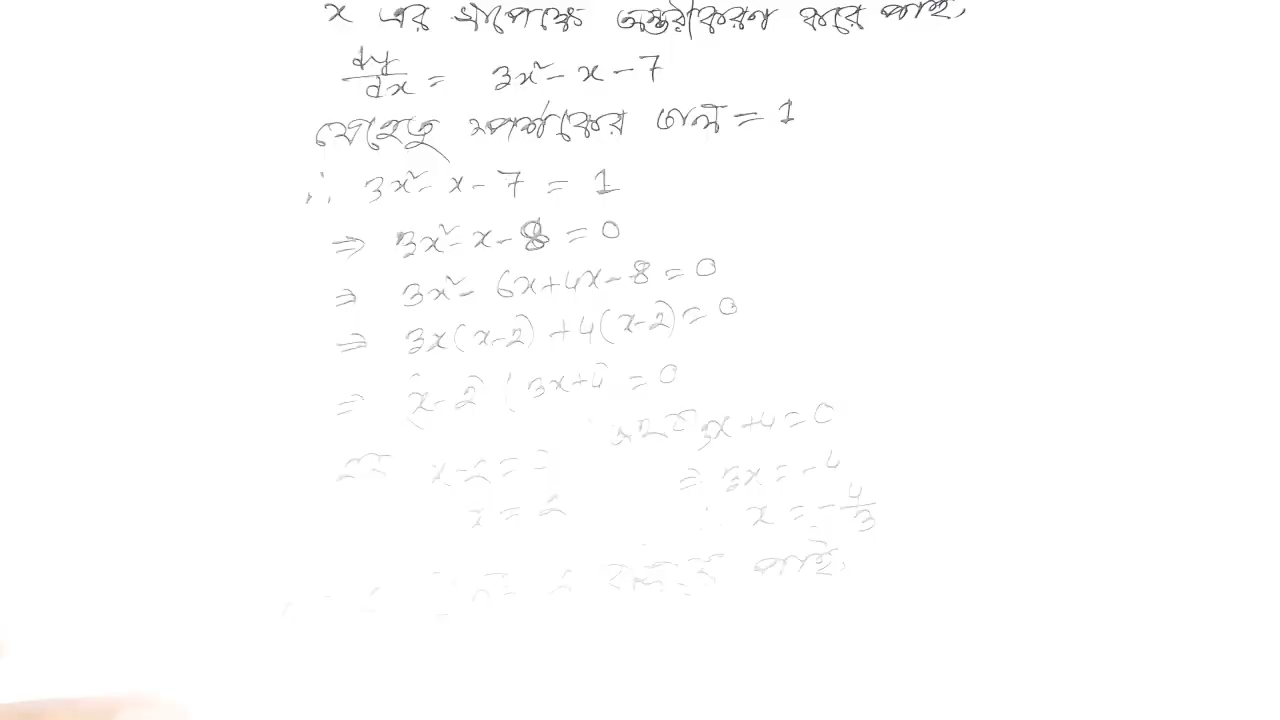 x এর সাপেক্ষে অন্তরীকরণ করে পাই,
dy/dx = 3x² - x - 7
যেহেতু স্পর্শকের ঢাল = 1
∴ 3x² - x - 7 = 1
⇒ 3x² - x - 8 = 0
⇒ 3x² - 6x + 4x - 8 = 0
⇒ 3x(x-2) + 4(x-2) = 0
⇒ (x-2)(3x+4) = 0
হয় x-2 = 0
x = 2
অথবা 3x + 4 = 0
⇒ 3x = -4
∴ x = -4/3
পাই,